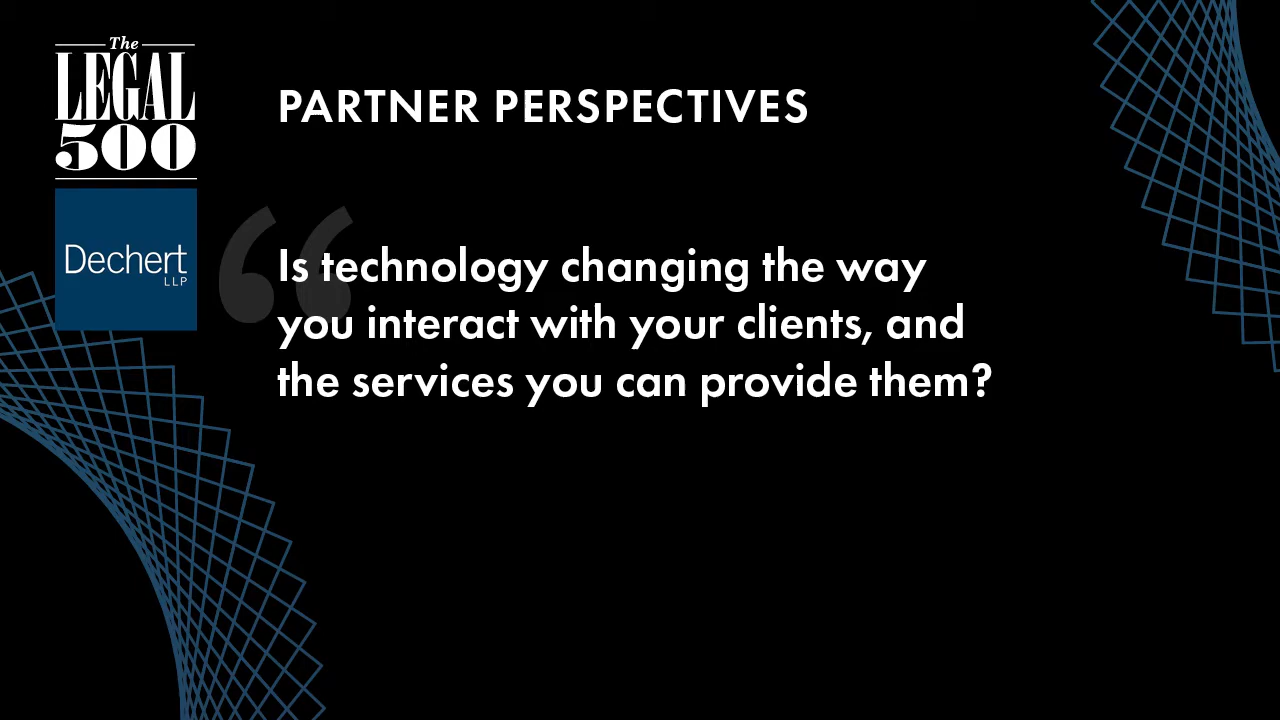 The
LEGAL
500
Dechert
LLP
PARTNER PERSPECTIVES
“
Is technology changing the way
you interact with your clients, and
the services you can provide them?